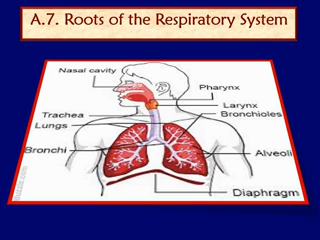 A.7. Roots of the Respiratory System
Nasal cavity
Pharynx
Larynx
Trachea
Bronchioles
Lungs
Bronchi
Alveoli
Diaphragm